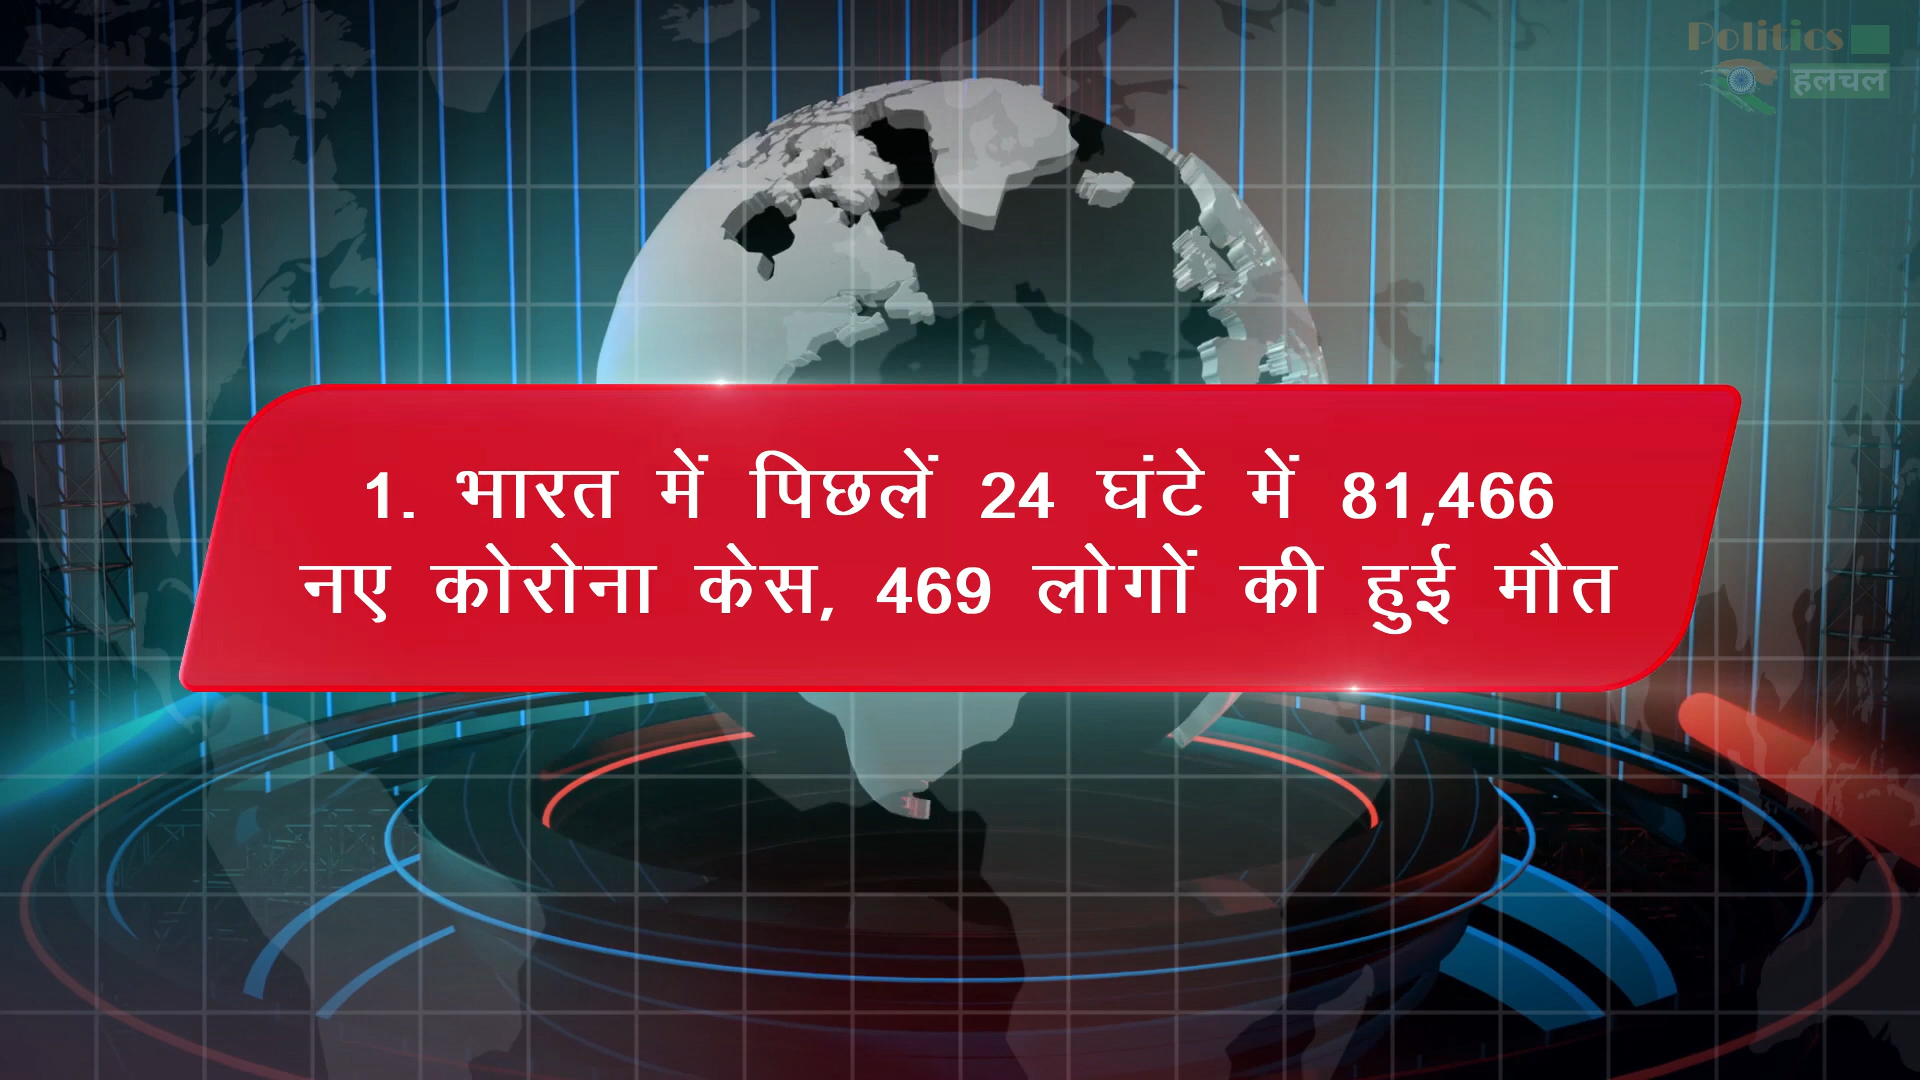 Politics
हलचल
1. भारत में पिछलें 24 घंटे में 81,466
नए कोरोना केस, 469 लोगों की हुई मौत